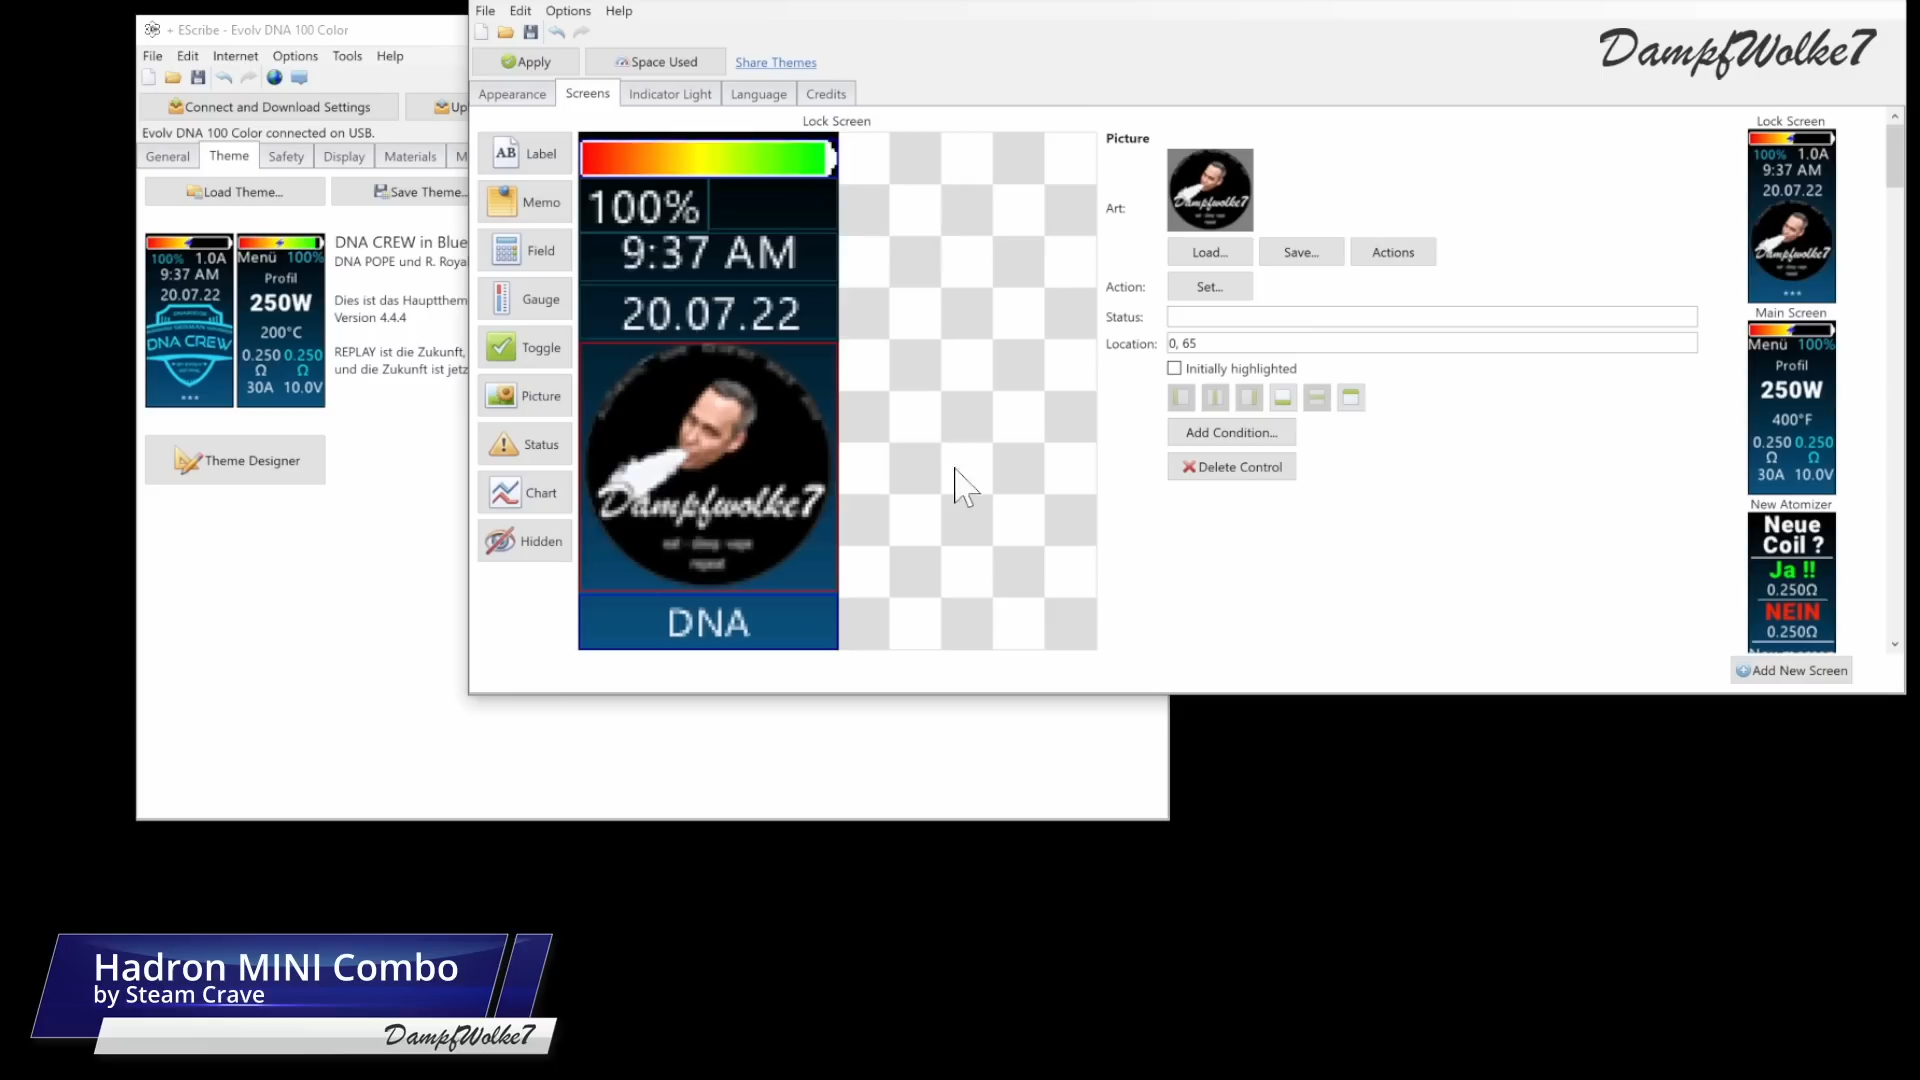 + EScribe - Evolv DNA 100 Color
File Edit Internet Options Tools Help
Connect and Download Settings
Evolv DNA 100 Color connected on USB.
General Theme Safety Display Materials
Load Theme... Save Theme...
100% 1.0A
9:37 AM
20.07.22
DNA CREW
Menü 100%
Profil
250W
200°C
0.250 0.250
Ω Ω
30A 10.0V
DNA CREW in Blue
DNA POPE und R. Roya
Dies ist das Hauptthem
Version 4.4.4
REPLAY ist die Zukunft,
und die Zukunft ist jetz
Theme Designer
File Edit Options Help
Apply Space Used Share Themes
Appearance Screens Indicator Light Language Credits
DampfWolke7
Lock Screen
AB Label
Memo
Field
Gauge
Toggle
Picture
Status
Chart
Hidden
100%
9:37 AM
20.07.22
Dampfwolke7
eat - sleep - vape
repeat
DNA
Picture
Art:
Dampfwolke7
Load... Save... Actions
Action: Set...
Status:
Location: 0, 65
Initially highlighted
Add Condition...
Delete Control
Lock Screen
100% 1.0A
9:37 AM
20.07.22
Dampfwolke7
Main Screen
Menü 100%
Profil
250W
400°F
0.250 0.250
Ω Ω
30A 10.0V
New Atomizer
Neue
Coil ?
Ja !!
0.250Ω
NEIN
0.250Ω
Add New Screen
Hadron MINI Combo
by Steam Crave
DampfWolke7